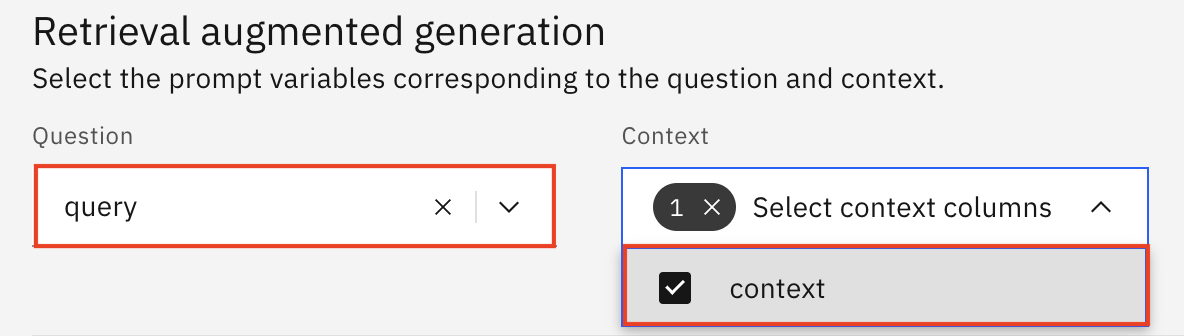 Retrieval augmented generation
Select the prompt variables corresponding to the question and context.
Question
Context
query
1 Select context columns
context